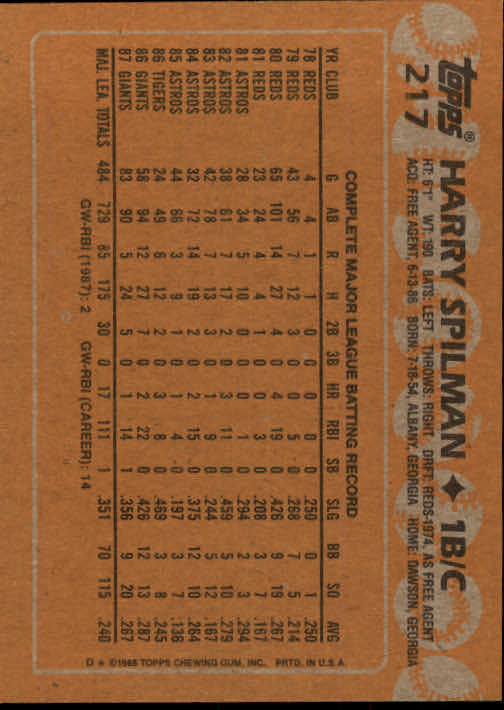 topps®
217
HARRY SPILMAN ♦ 1B/C
HT: 6'1" WT: 190 BATS: LEFT THROWS: RIGHT DRFT: REDS-1974, AS FREE AGENT
ACQ: FREE AGENT, 6-13-86 BORN: 7-18-54, ALBANY, GEORGIA HOME: DAWSON, GEORGIA
COMPLETE MAJOR LEAGUE BATTING RECORD
YR CLUB G AB R H 2B 3B HR RBI SB SLG BB SO AVG
78 REDS 4 4 1 1 0 0 0 0 0 .250 0 1 .250
79 REDS 43 56 7 12 3 0 0 5 0 .268 7 5 .214
80 REDS 65 101 14 27 4 0 4 19 0 .426 9 19 .267
81 REDS 23 24 4 4 1 0 0 3 0 .208 3 7 .167
81 ASTROS 28 34 5 10 0 0 0 1 0 .294 2 3 .294
82 ASTROS 38 61 7 17 2 0 3 11 0 .459 5 10 .279
83 ASTROS 42 78 7 13 3 0 1 9 0 .244 5 12 .167
84 ASTROS 32 72 14 19 2 0 2 15 0 .375 12 10 .264
85 ASTROS 44 66 3 9 1 0 1 4 0 .197 3 7 .136
86 TIGERS 24 49 6 12 2 0 3 8 0 .469 3 8 .245
86 GIANTS 58 94 12 27 7 0 2 22 0 .426 12 13 .287
87 GIANTS 83 90 5 24 5 0 1 14 1 .356 9 20 .267
MAJ. LEA. TOTALS 484 729 85 175 30 0 17 111 1 .351 70 115 .240
GW-RBI (1987): 2 GW-RBI (CAREER): 14
D * ©1988 TOPPS CHEWING GUM, INC. PRTD. IN U.S.A.